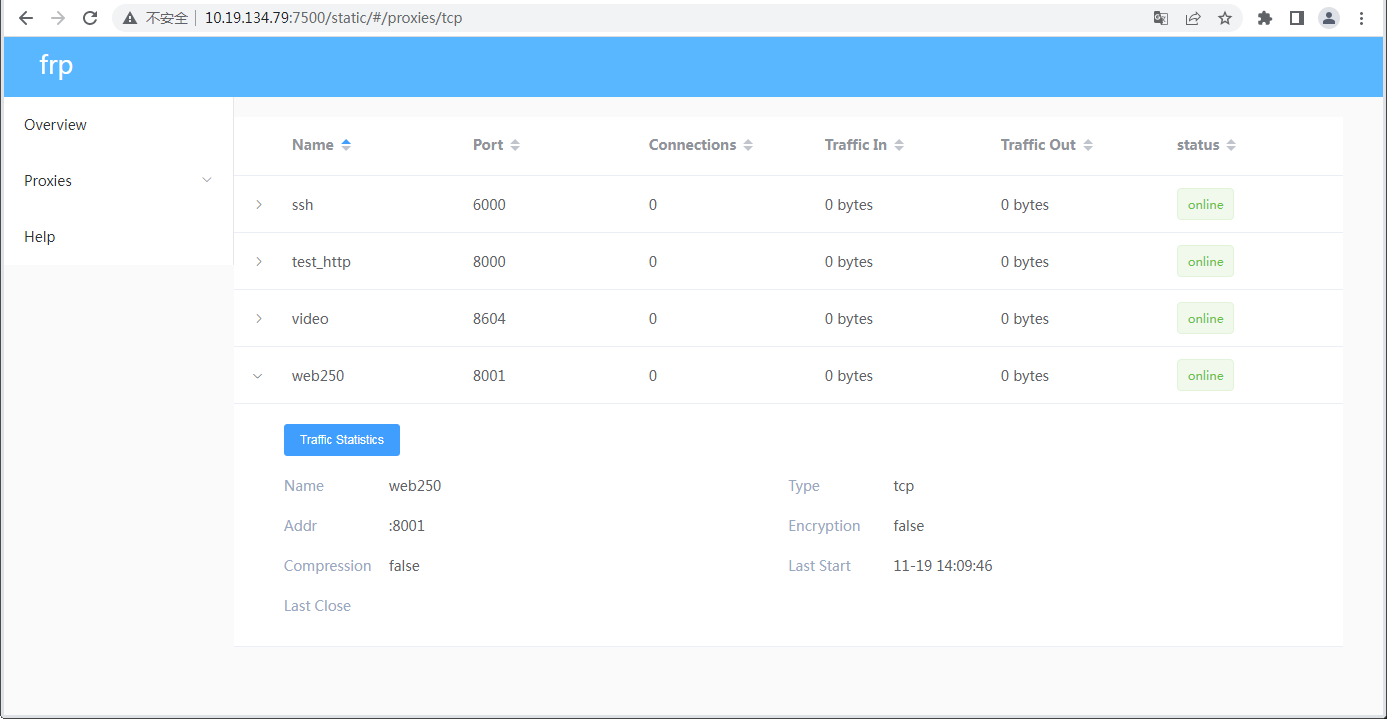 不安全 10.19.134.79:7500/static/#/proxies/tcp
frp
Overview
Proxies
Help
Name Port Connections Traffic In Traffic Out status
ssh 6000 0 0 bytes 0 bytes online
test_http 8000 0 0 bytes 0 bytes online
video 8604 0 0 bytes 0 bytes online
web250 8001 0 0 bytes 0 bytes online
Traffic Statistics
Name web250 Type tcp
Addr :8001 Encryption false
Compression false Last Start 11-19 14:09:46
Last Close